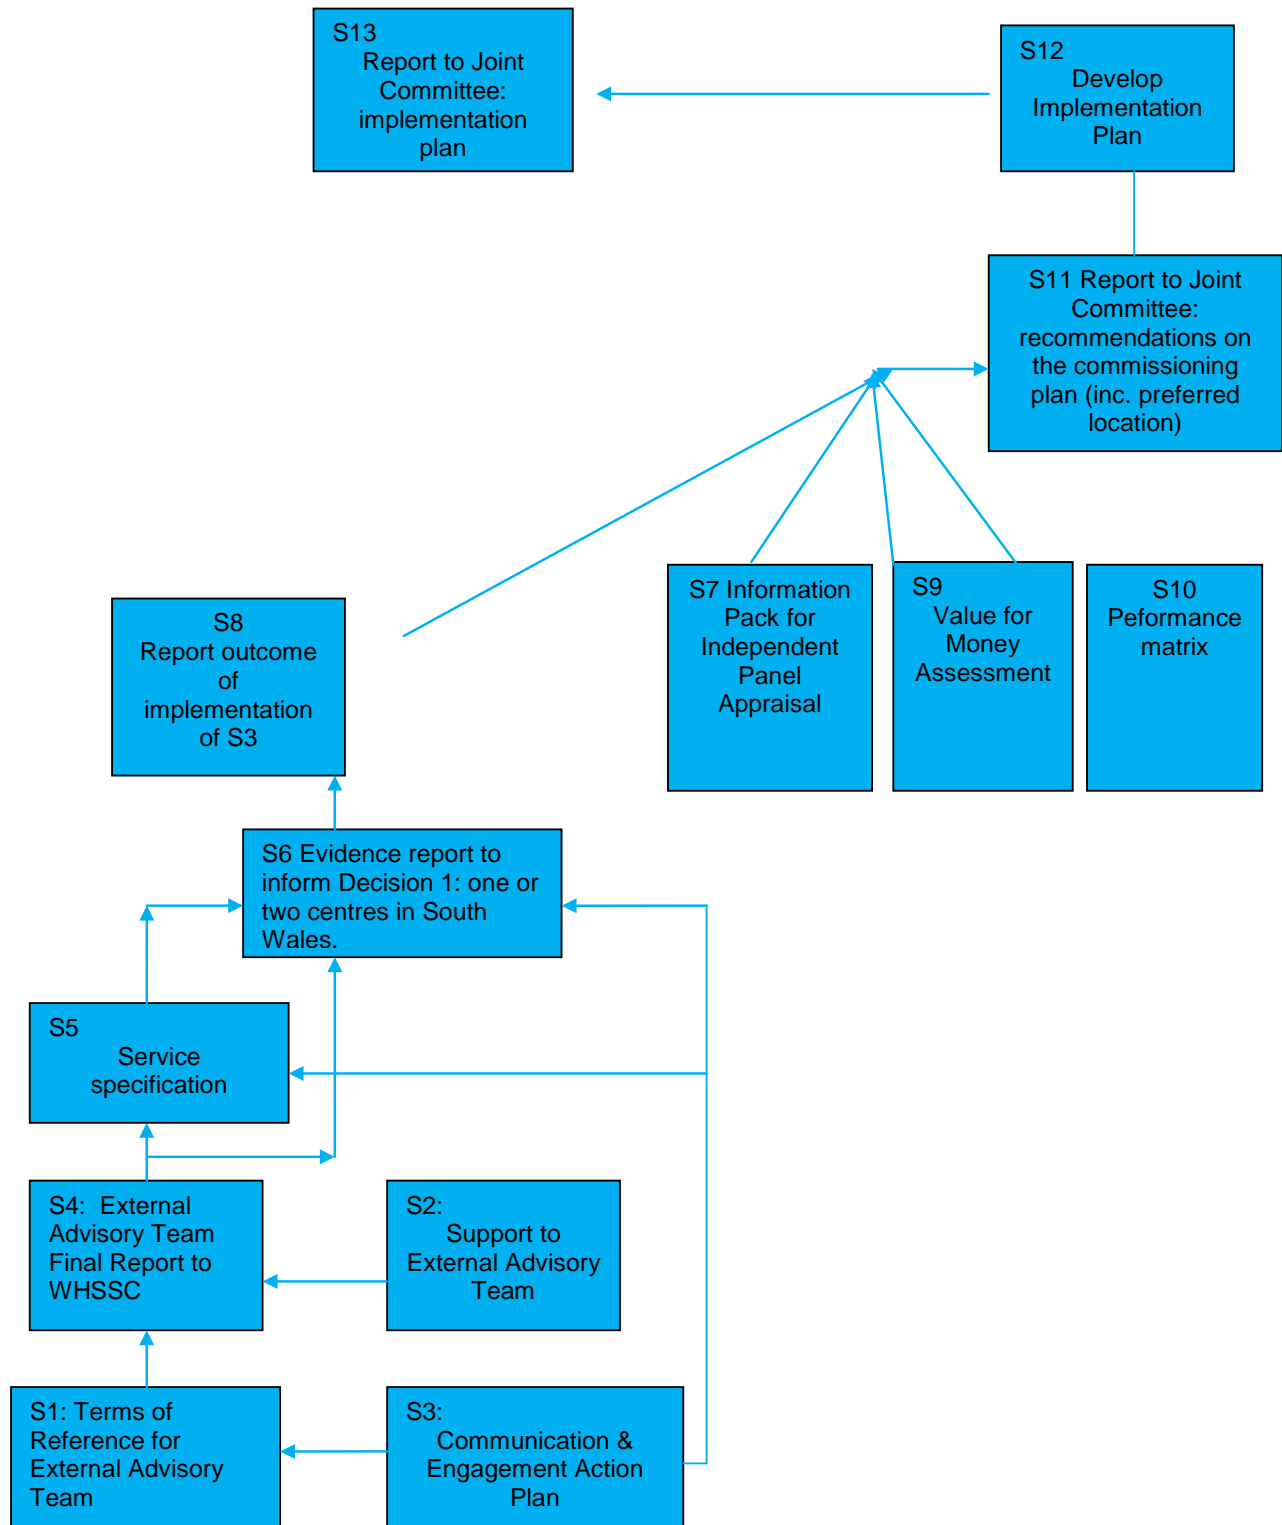 S13
Report to Joint
Committee:
implementation
plan
S12
Develop
Implementation
Plan
S11 Report to Joint
Committee:
recommendations on
the commissioning
plan (inc. preferred
location)
S7 Information
Pack for
Independent
Panel
Appraisal
S9
Value for
Money
Assessment
S10
Peformance
matrix
S8
Report outcome
of
implementation
of S3
S6 Evidence report to
inform Decision 1: one or
two centres in South
Wales.
S5
Service
specification
S4:  External
Advisory Team
Final Report to
WHSSC
S2:
Support to
External Advisory
Team
S1: Terms of
Reference for
External Advisory
Team
S3:
Communication &
Engagement Action
Plan